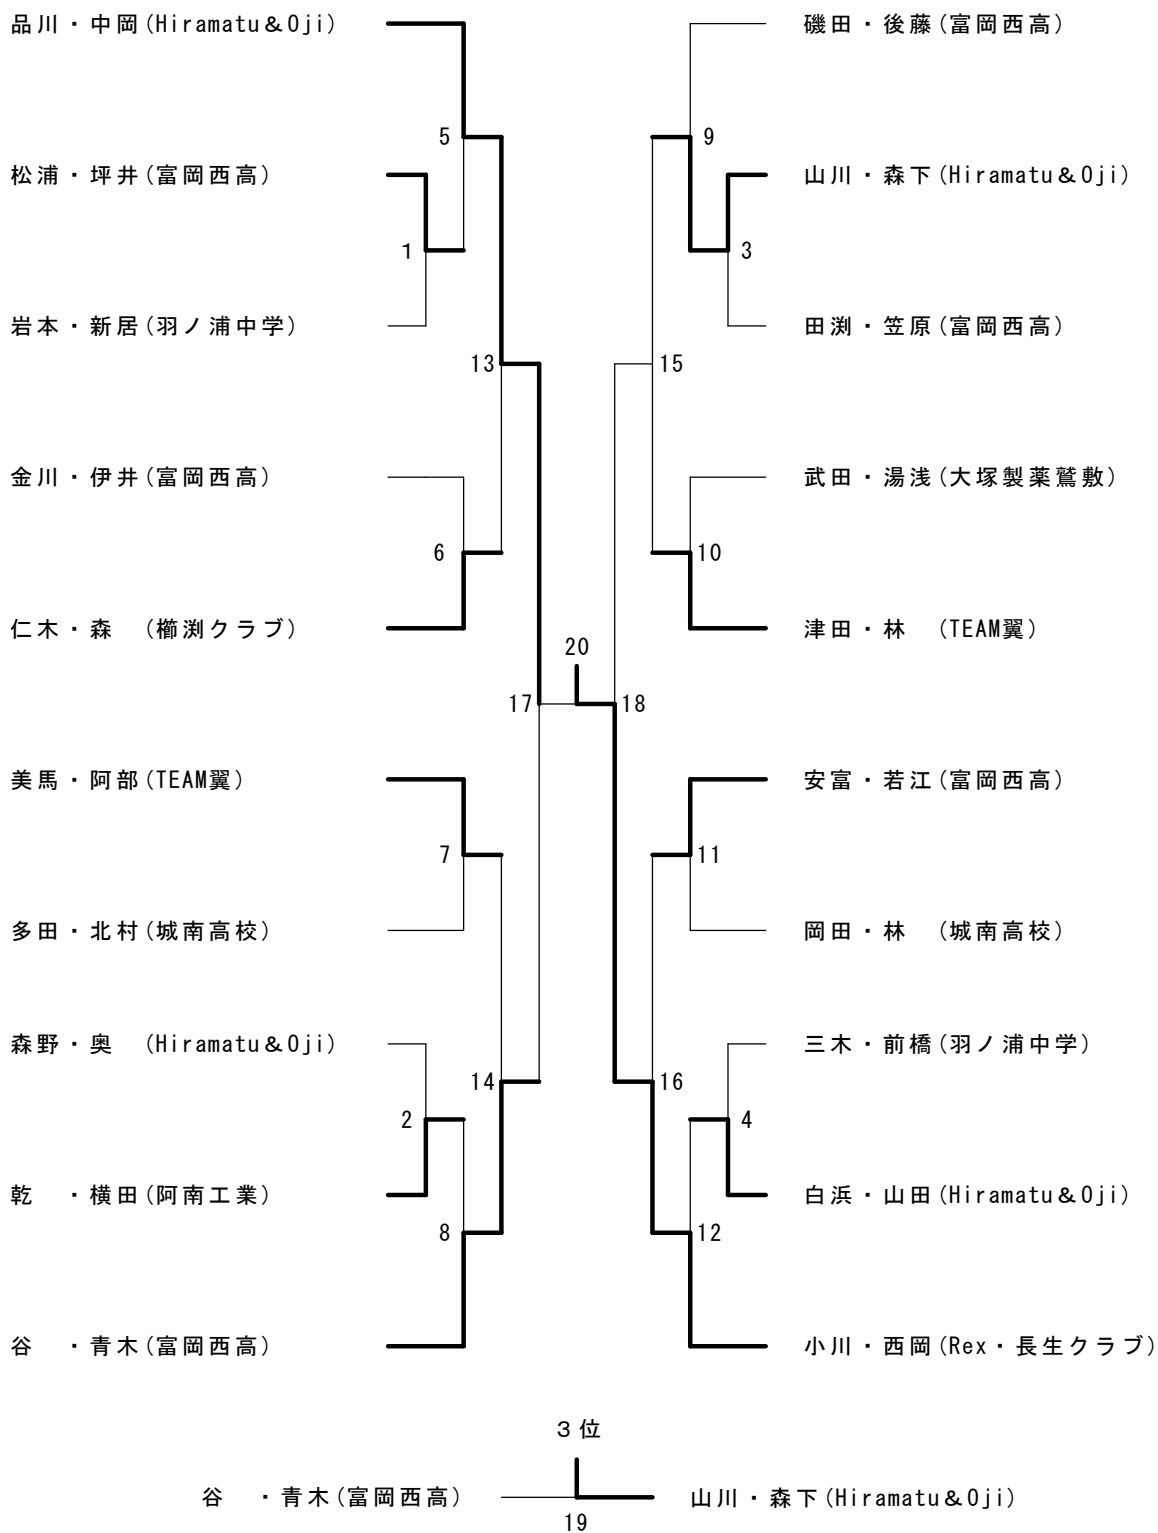 品川・中岡(Hiramatu＆Oji)
磯田・後藤(富岡西高)
5
9
松浦・坪井(富岡西高)
山川・森下(Hiramatu＆Oji)
1
3
岩本・新居(羽ノ浦中学)
田渕・笠原(富岡西高)
13
15
金川・伊井(富岡西高)
武田・湯浅(大塚製薬鷲敷)
6
10
仁木・森　(櫛渕クラブ)
津田・林　(TEAM翼)
20
17
18
美馬・阿部(TEAM翼)
安富・若江(富岡西高)
7
11
多田・北村(城南高校)
岡田・林　(城南高校)
森野・奥　(Hiramatu＆Oji)
三木・前橋(羽ノ浦中学)
14
16
2
4
乾　・横田(阿南工業)
白浜・山田(Hiramatu＆Oji)
8
12
谷　・青木(富岡西高)
小川・西岡(Rex・長生クラブ)
３位
谷　・青木(富岡西高)
山川・森下(Hiramatu＆Oji)
19